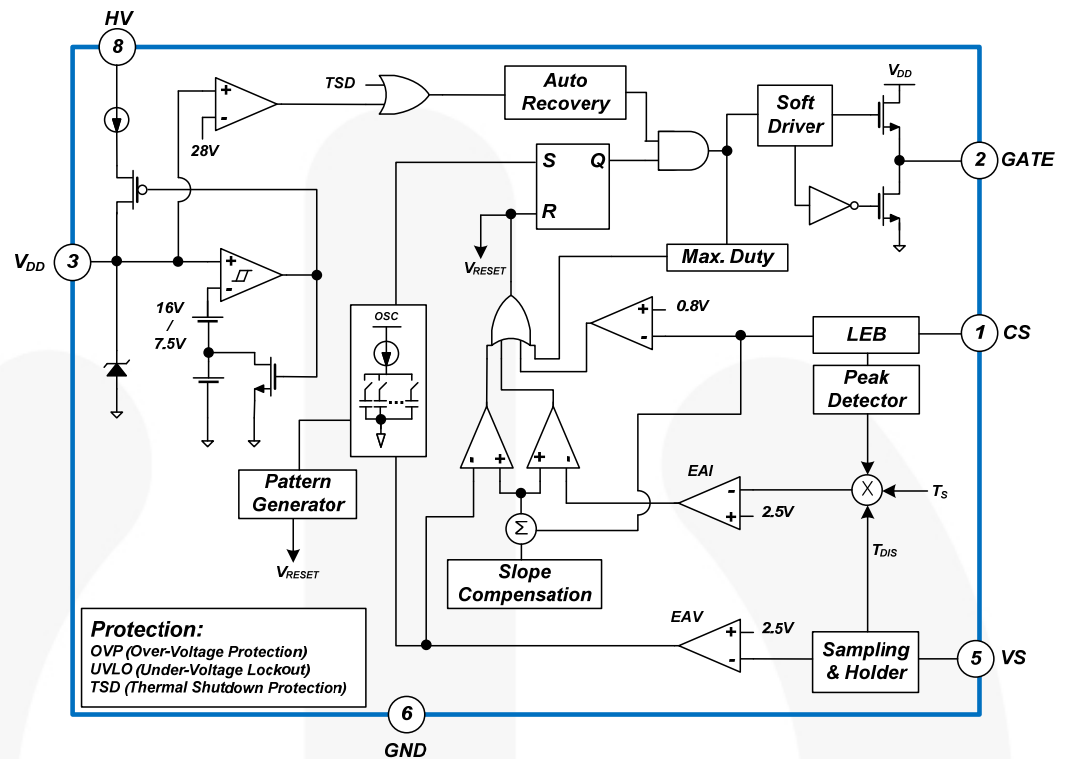 HV
8
TSD
Auto
Recovery
VDD
Soft
Driver
+
-
28V
S
Q
R
2
GATE
VDD
3
+
-
VRESET
Max. Duty
16V
/
7.5V
OSC
+
-
0.8V
LEB
1
CS
Peak
Detector
Pattern
Generator
-
+
+
-
EAI
-
+
2.5V
X
TS
Σ
TDIS
VRESET
Slope
Compensation
EAV
+
-
2.5V
Sampling
& Holder
5
VS
Protection:
OVP (Over-Voltage Protection)
UVLO (Under-Voltage Lockout)
TSD (Thermal Shutdown Protection)
6
GND